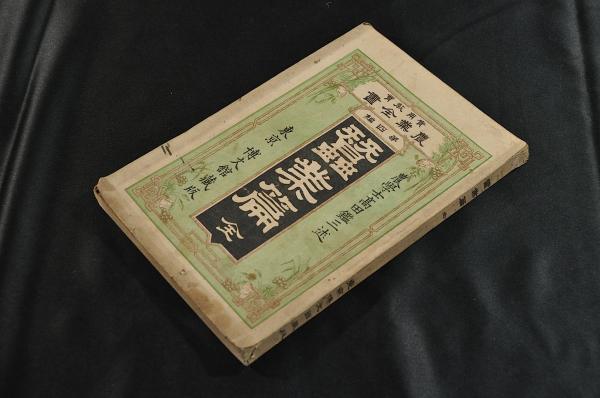 實用教育
農業全書
第四編
農學士高田鑑三述
蠶業篇 全
東京 博文館 藏版